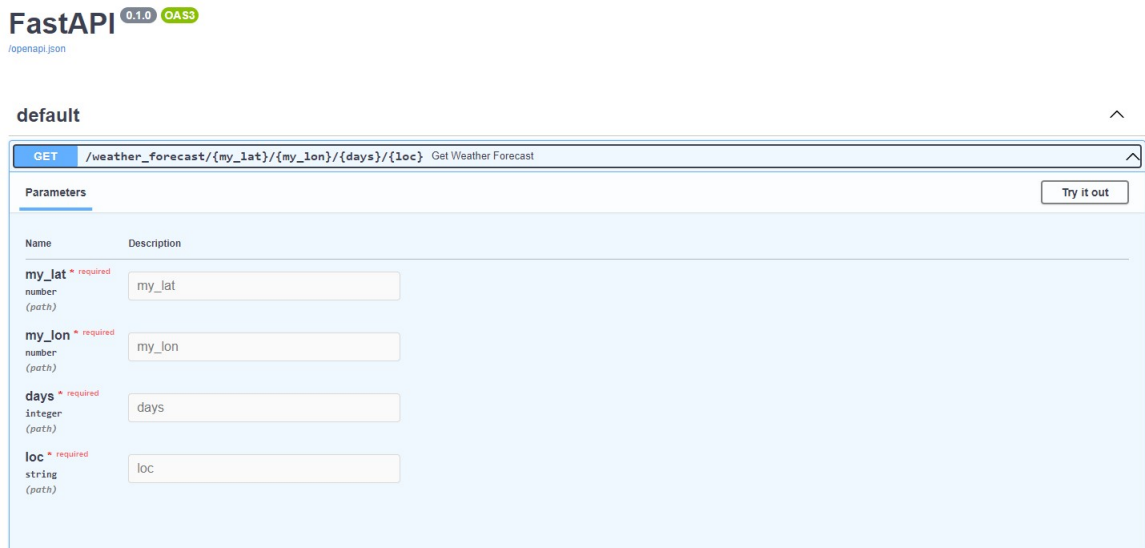 FastAPI 0.1.0 OAS3
/openapi.json
default
GET /weather_forecast/{my_lat}/{my_lon}/{days}/{loc} Get Weather Forecast
Parameters Try it out
Name Description
my_lat * required my_lat
number
(path)
my_lon * required my_lon
number
(path)
days * required days
integer
(path)
loc * required loc
string
(path)